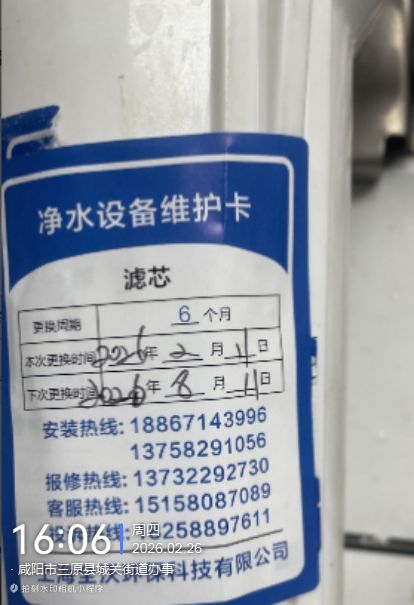 净水设备维护卡
滤芯
更换周期 6 个月
本次更换时间 2026年 2 月 11 日
下次更换时间 2026年 8 月 11 日
安装热线: 18867143996
13758291056
报修热线: 13732292730
客服热线: 15158087089
258897611
环保科技有限公司
16:06 周四
2026.02.26
· 咸阳市三原县城关街道办事